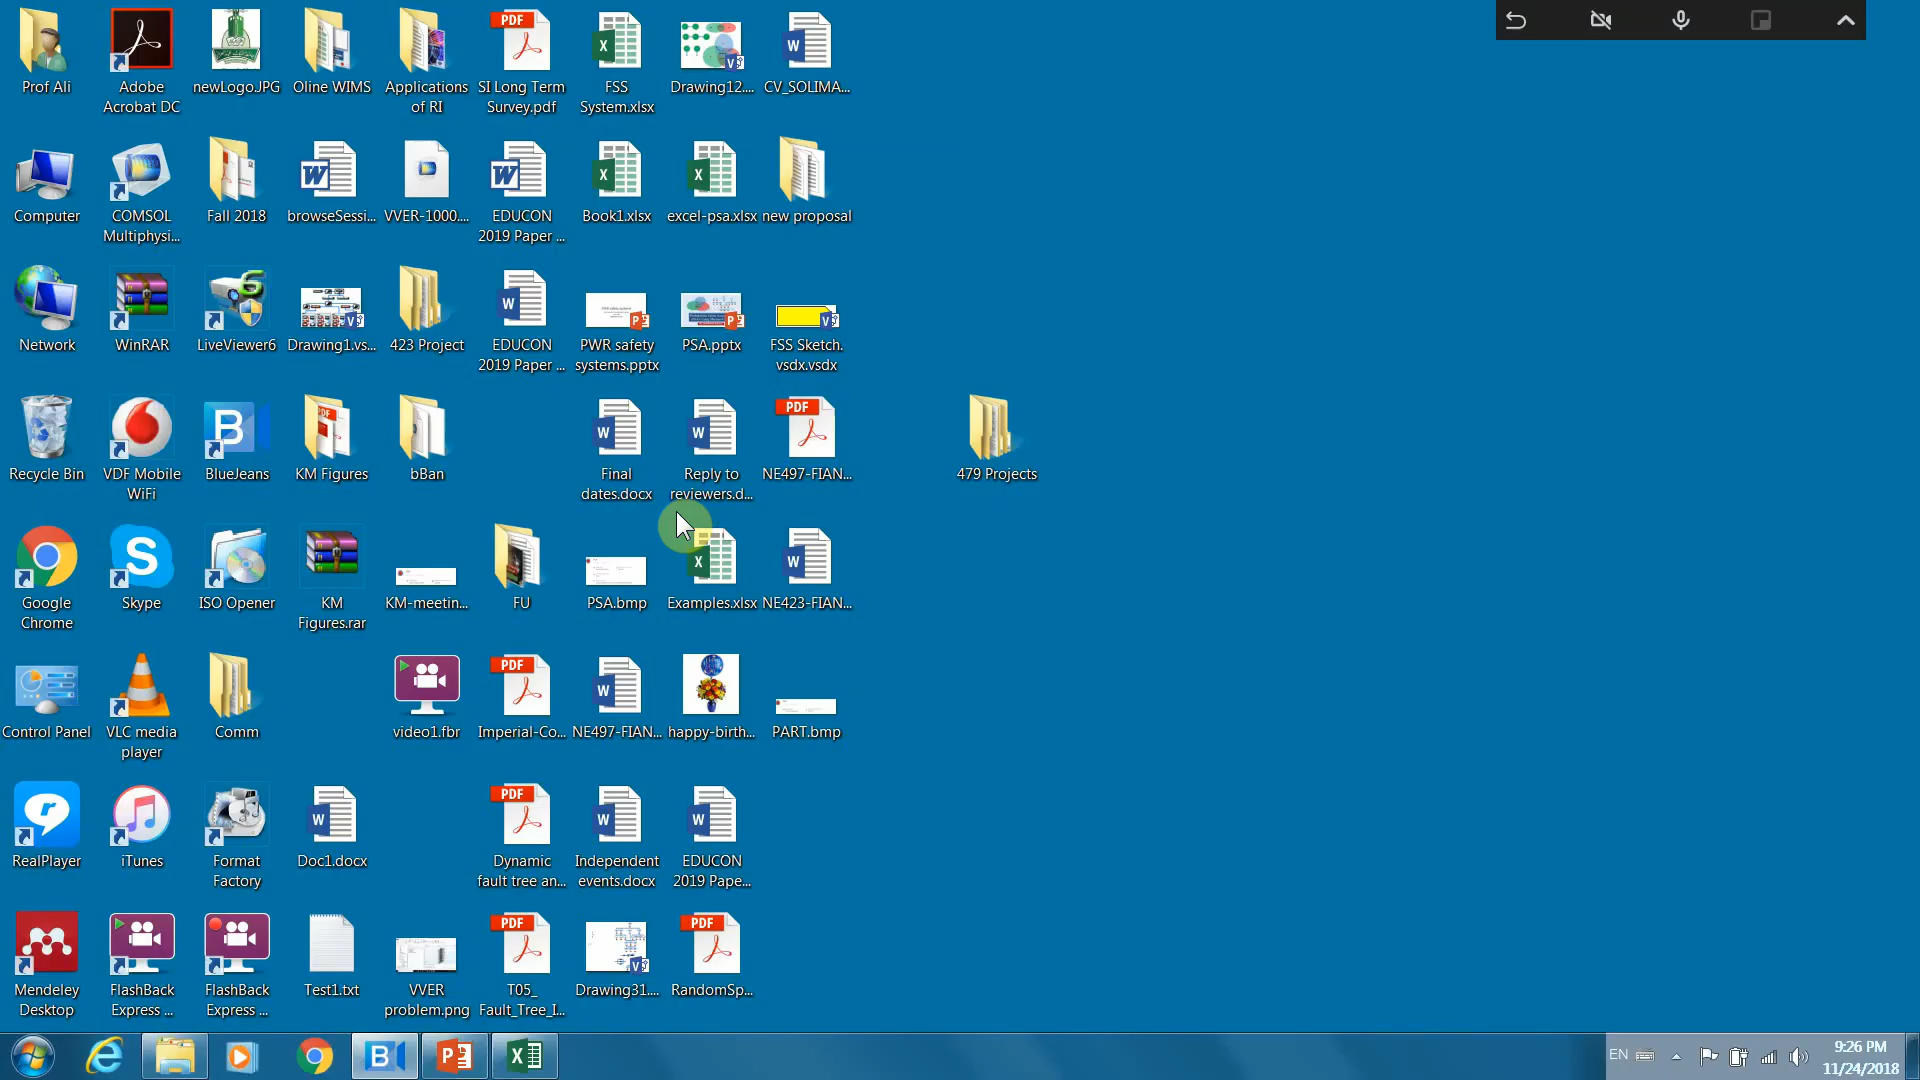 Prof Ali
Adobe
Acrobat DC
newLogo.JPG
Oline WIMS
Applications
of RI
PDF
SI Long Term
Survey.pdf
FSS
System.xlsx
Drawing12....
CV_SOLIMA...
Computer
COMSOL
Multiphysi...
Fall 2018
browseSessi...
VVER-1000....
EDUCON
2019 Paper ...
Book1.xlsx
excel-psa.xlsx
new proposal
Network
WinRAR
LiveViewer6
Drawing1.vs...
423 Project
EDUCON
2019 Paper ...
PWR safety
systems.pptx
PSA.pptx
FSS Sketch.
vsdx.vsdx
Recycle Bin
VDF Mobile
WiFi
BlueJeans
KM Figures
bBan
Final
dates.docx
Reply to
reviewers.d...
PDF
NE497-FIAN...
479 Projects
Google
Chrome
Skype
ISO Opener
KM
Figures.rar
KM-meetin...
FU
PSA.bmp
Examples.xlsx
NE423-FIAN...
Control Panel
VLC media
player
Comm
video1.fbr
PDF
Imperial-Co...
NE497-FIAN...
happy-birth...
PART.bmp
RealPlayer
iTunes
Format
Factory
Doc1.docx
PDF
Dynamic
fault tree an...
Independent
events.docx
EDUCON
2019 Pape...
Mendeley
Desktop
FlashBack
Express ...
FlashBack
Express ...
Test1.txt
VVER
problem.png
PDF
T05_
Fault_Tree_I...
Drawing31....
PDF
RandomSp...
EN
9:26 PM
11/24/2018